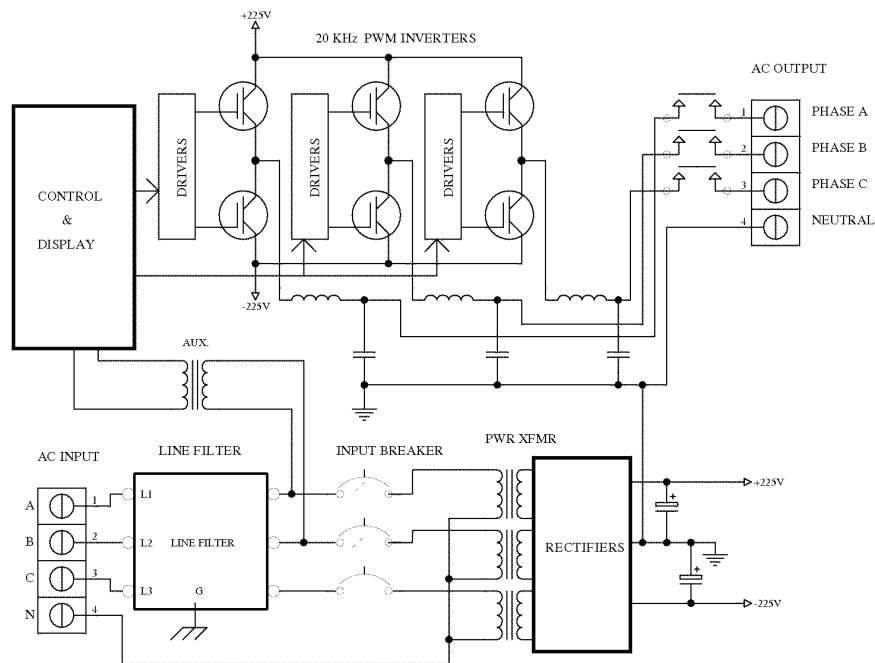 +225V
20 KHz PWM INVERTERS
AC OUTPUT
DRIVERS
DRIVERS
DRIVERS
1
PHASE A
2
PHASE B
3
PHASE C
4
NEUTRAL
CONTROL
&
DISPLAY
-225V
AUX.
LINE FILTER
INPUT BREAKER
PWR XFMR
AC INPUT
A
1
L1
B
2
L2
LINE FILTER
C
3
L3
G
N
4
RECTIFIERS
+225V
+
+
-225V